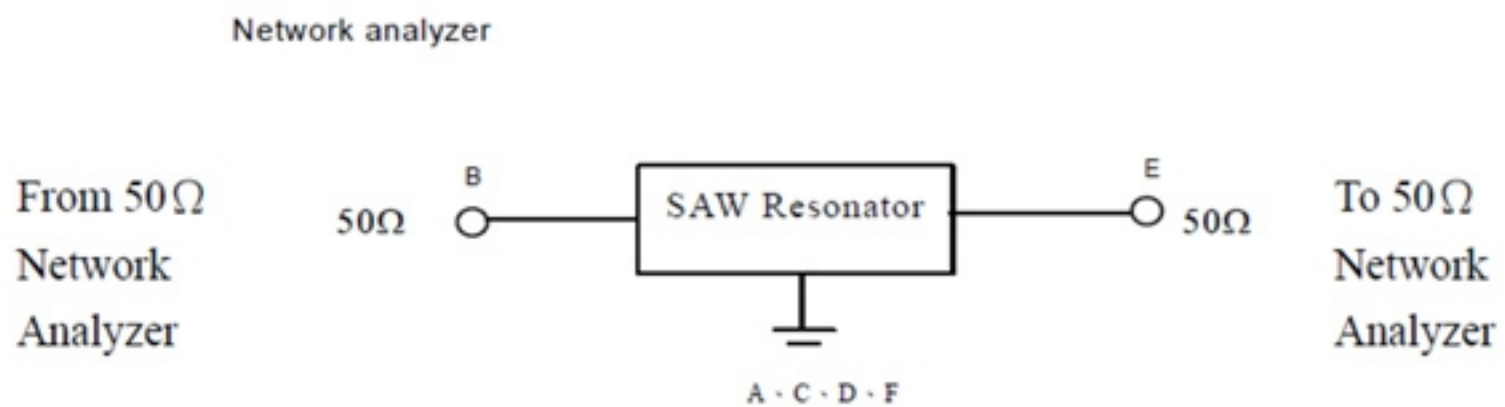 Network analyzer
From 50Ω
Network
Analyzer
50Ω
B
SAW Resonator
E
50Ω
To 50Ω
Network
Analyzer
A、C、D、F